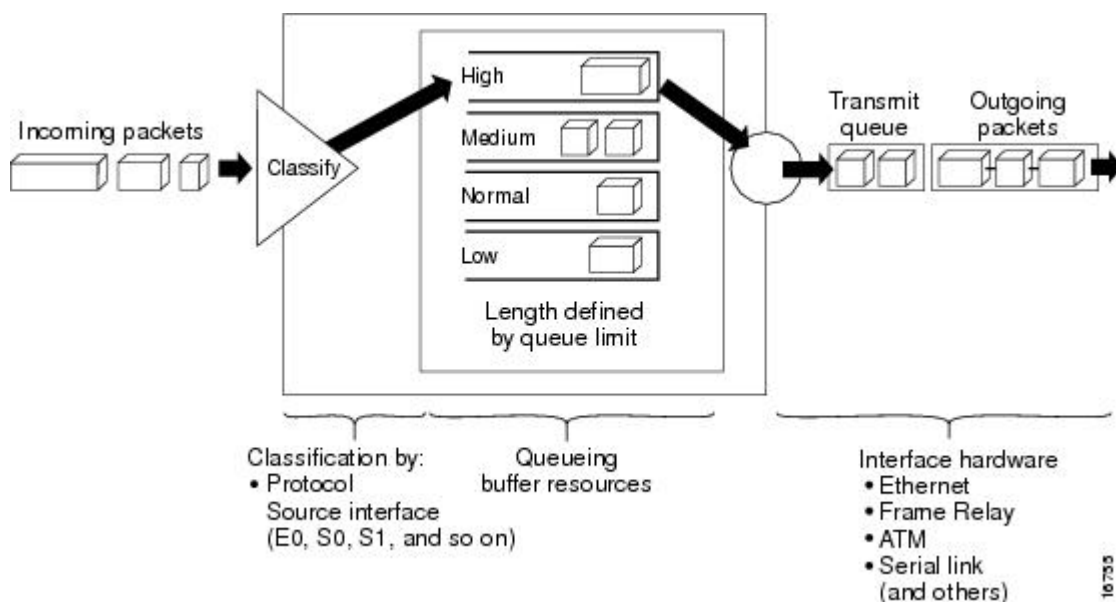 Incoming packets
Classify
High
Medium
Normal
Low
Length defined
by queue limit
Transmit
queue
Outgoing
packets
Classification by:
• Protocol
Source interface
(E0, S0, S1, and so on)
Queueing
buffer resources
Interface hardware
• Ethernet
• Frame Relay
• ATM
• Serial link
(and others)
16755